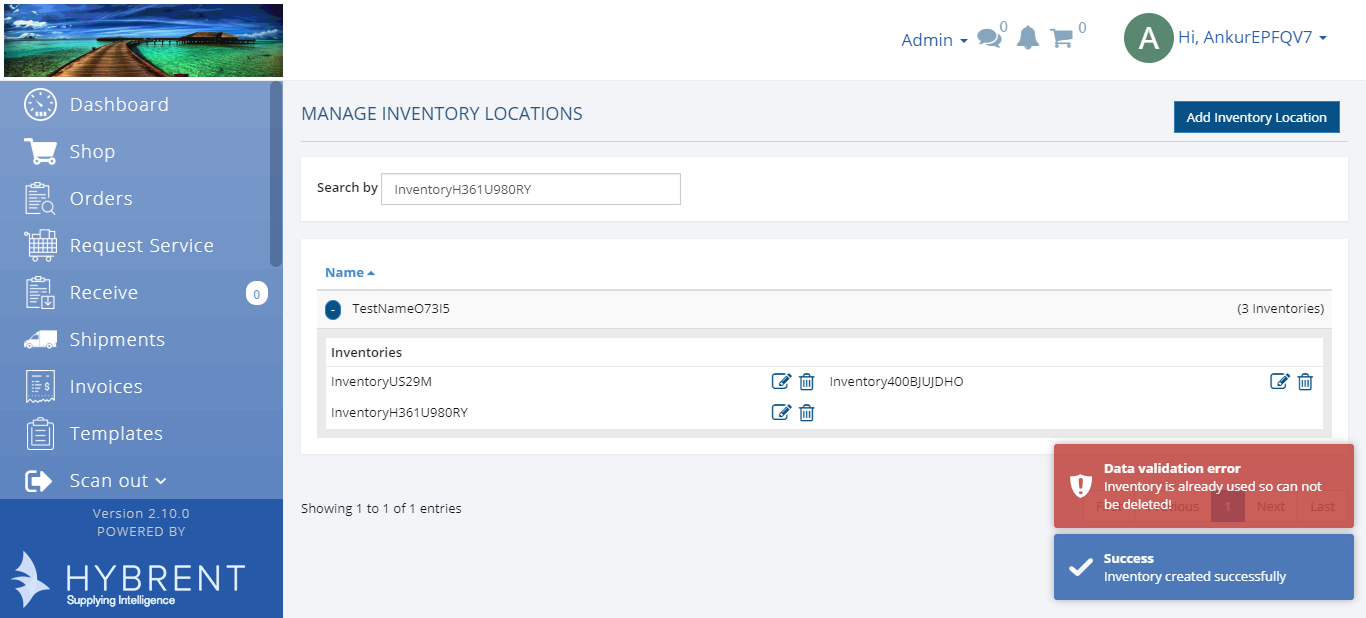 Admin
0
0
A
Hi, AnkurEPFQV7
Dashboard
Shop
Orders
Request Service
Receive
0
Shipments
Invoices
Templates
Scan out
Version 2.10.0
POWERED BY
HYBRENT
Supplying Intelligence
MANAGE INVENTORY LOCATIONS
Add Inventory Location
Search by
InventoryH361U980RY
Name
-
TestNameO73I5
(3 Inventories)
Inventories
InventoryUS29M
Inventory400BJUJDHO
InventoryH361U980RY
Showing 1 to 1 of 1 entries
Data validation error
Inventory is already used so can not
be deleted!
1
Next
Last
Success
Inventory created successfully